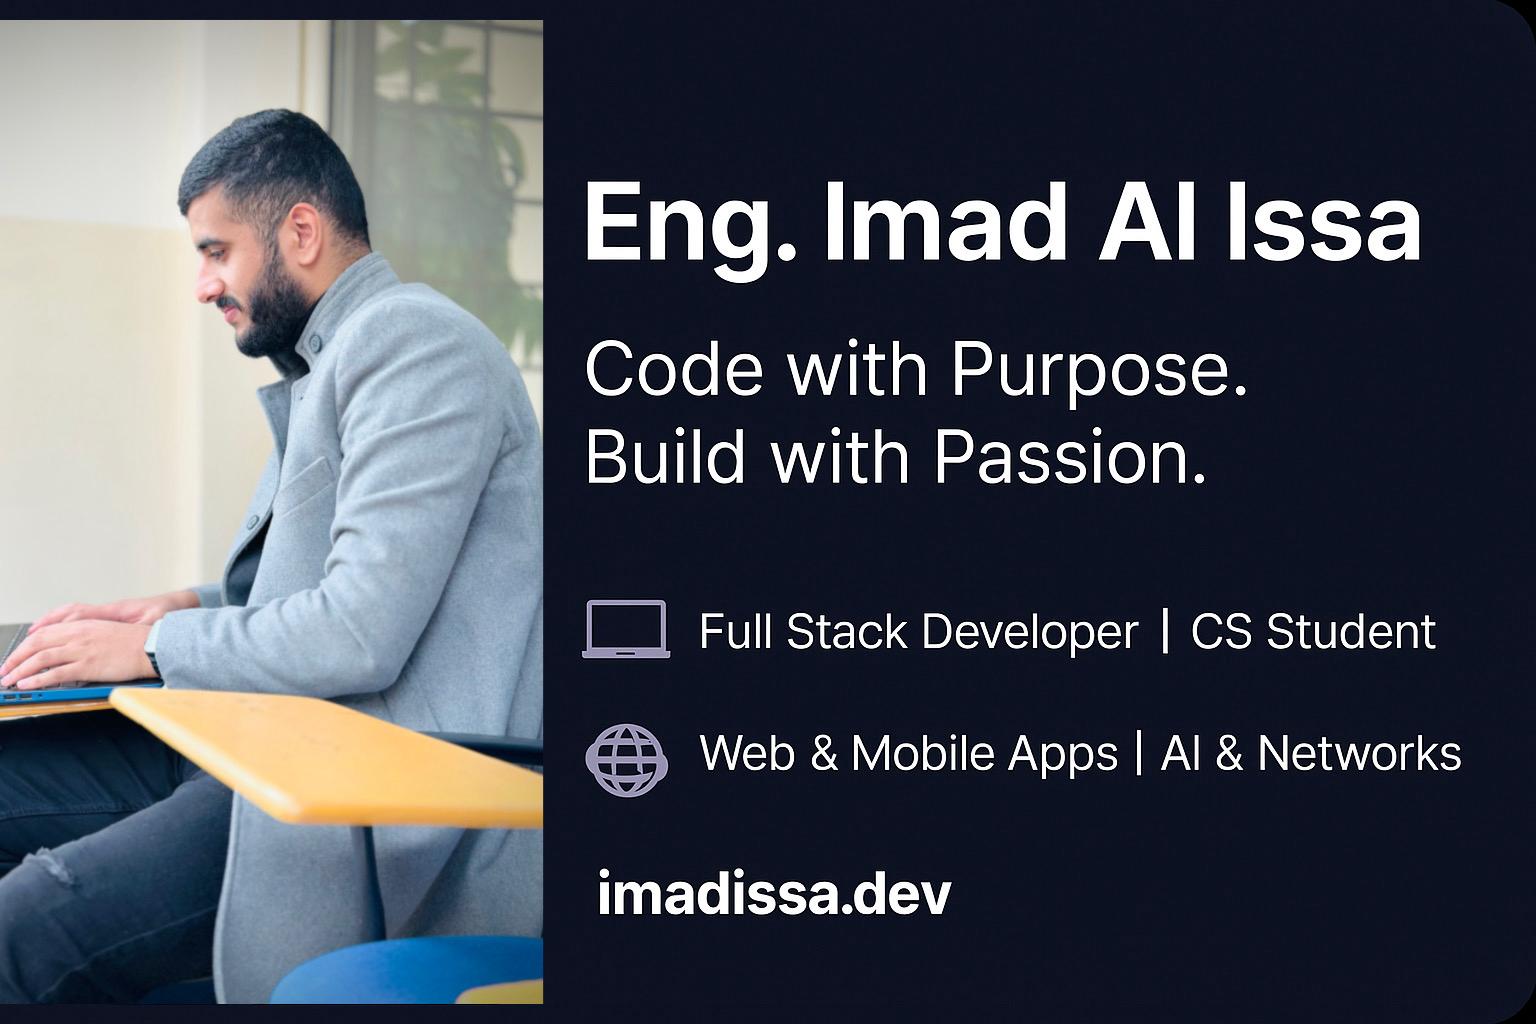 Eng. Imad Al Issa
Code with Purpose.
Build with Passion.
Full Stack Developer | CS Student
Web & Mobile Apps | AI & Networks
imadissa.dev